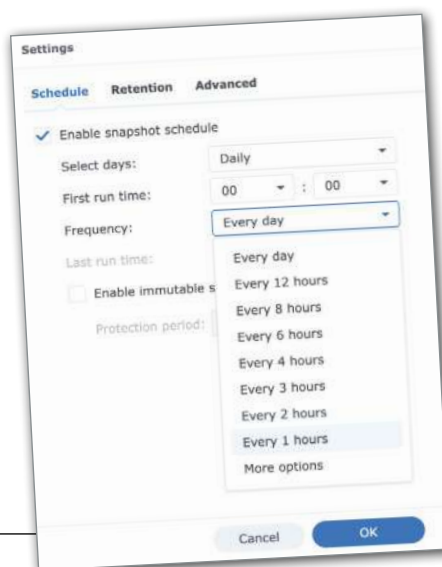 Settings
Schedule Retention Advanced
Enable snapshot schedule
Select days: Daily
First run time: 00 : 00
Frequency: Every day
Last run time:
Every day
Enable immutable s
Every 12 hours
Every 8 hours
Protection period:
Every 6 hours
Every 4 hours
Every 3 hours
Every 2 hours
Every 1 hours
More options
Cancel OK